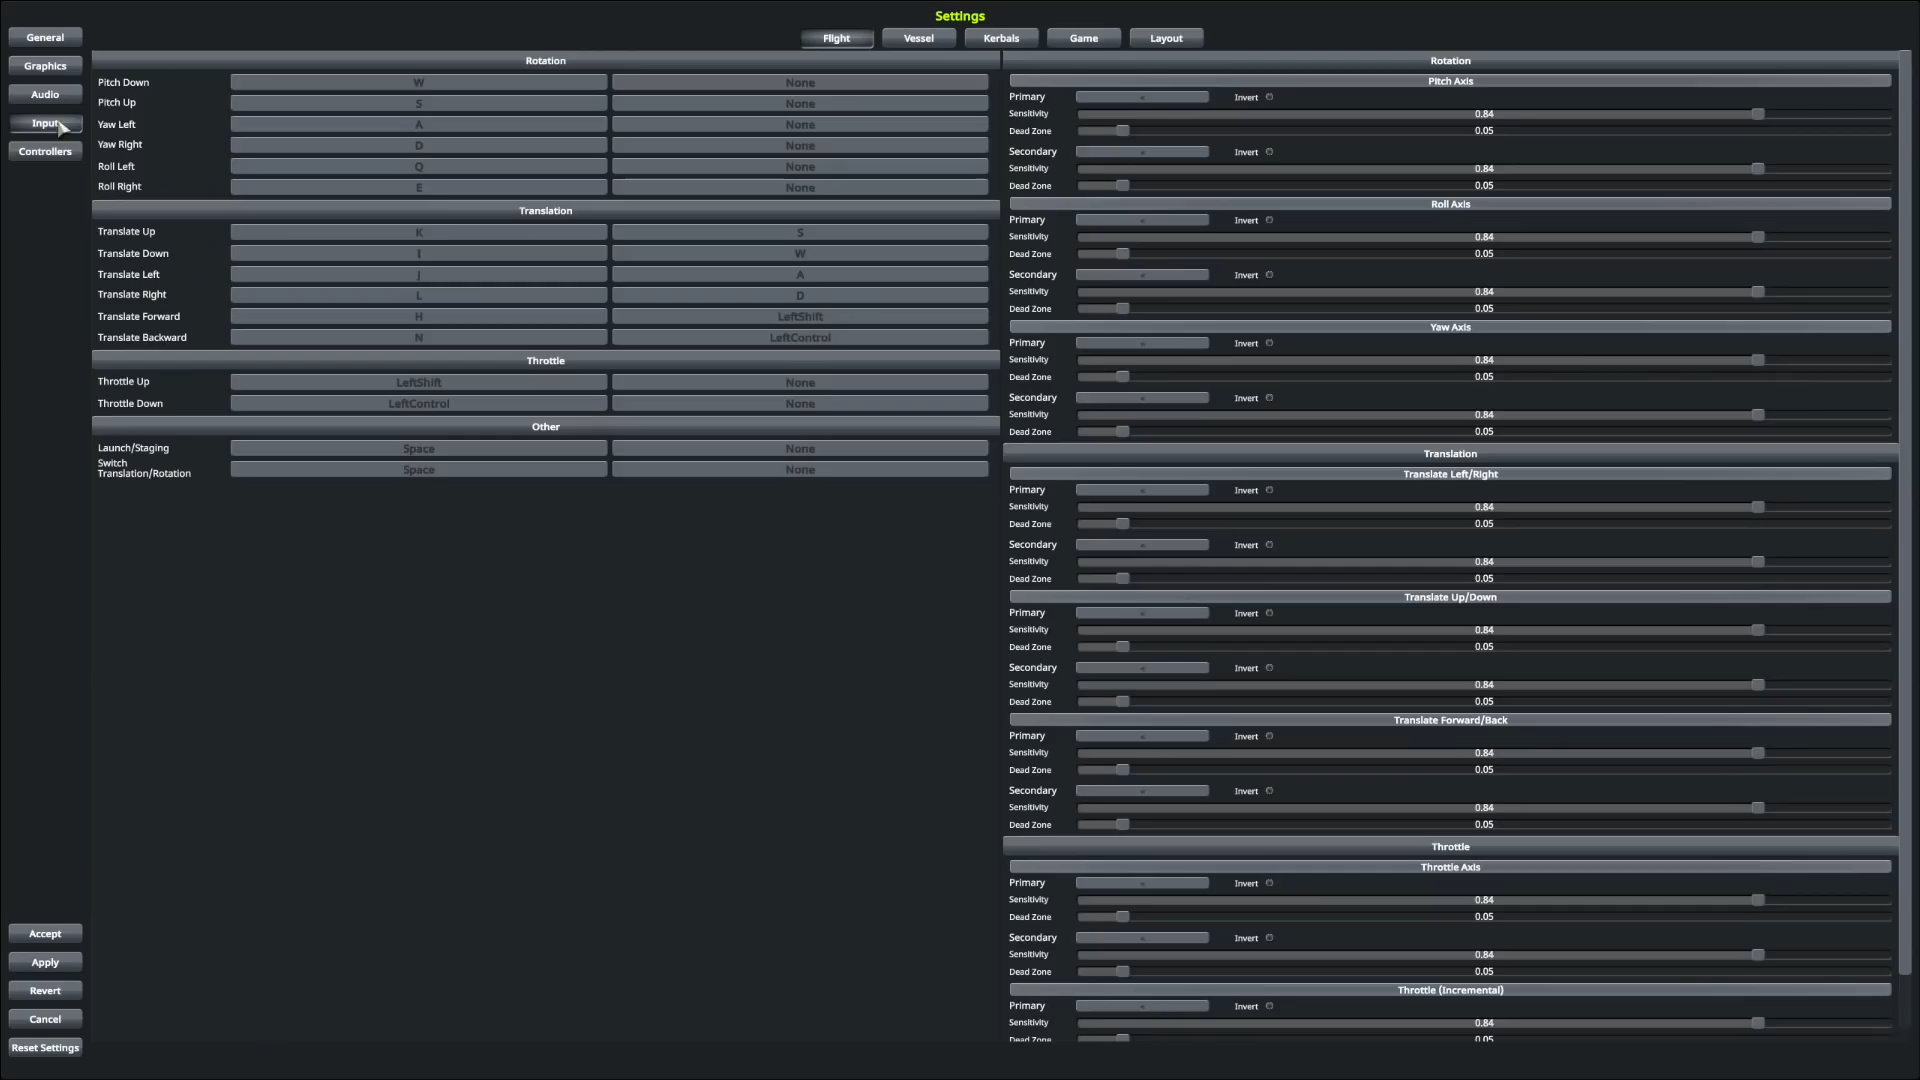 Settings
General
Graphics
Audio
Input
Controllers
Flight
Vessel
Kerbals
Game
Layout
Rotation
Pitch Down W None
Pitch Up S None
Yaw Left A None
Yaw Right D None
Roll Left Q None
Roll Right E None
Translation
Translate Up K S
Translate Down I W
Translate Left J A
Translate Right L D
Translate Forward H LeftShift
Translate Backward N LeftControl
Throttle
Throttle Up LeftShift None
Throttle Down LeftControl None
Other
Launch/Staging Space None
Switch
Translation/Rotation Space None
Rotation
Pitch Axis
Primary Invert
Sensitivity 0.84
Dead Zone 0.05
Secondary Invert
Sensitivity 0.84
Dead Zone 0.05
Roll Axis
Primary Invert
Sensitivity 0.84
Dead Zone 0.05
Secondary Invert
Sensitivity 0.84
Dead Zone 0.05
Yaw Axis
Primary Invert
Sensitivity 0.84
Dead Zone 0.05
Secondary Invert
Sensitivity 0.84
Dead Zone 0.05
Translation
Translate Left/Right
Primary Invert
Sensitivity 0.84
Dead Zone 0.05
Secondary Invert
Sensitivity 0.84
Dead Zone 0.05
Translate Up/Down
Primary Invert
Sensitivity 0.84
Dead Zone 0.05
Secondary Invert
Sensitivity 0.84
Dead Zone 0.05
Translate Forward/Back
Primary Invert
Sensitivity 0.84
Dead Zone 0.05
Secondary Invert
Sensitivity 0.84
Dead Zone 0.05
Throttle
Throttle Axis
Primary Invert
Sensitivity 0.84
Dead Zone 0.05
Secondary Invert
Sensitivity 0.84
Dead Zone 0.05
Throttle (Incremental)
Primary Invert
Sensitivity 0.84
Dead Zone 0.05
Accept
Apply
Revert
Cancel
Reset Settings